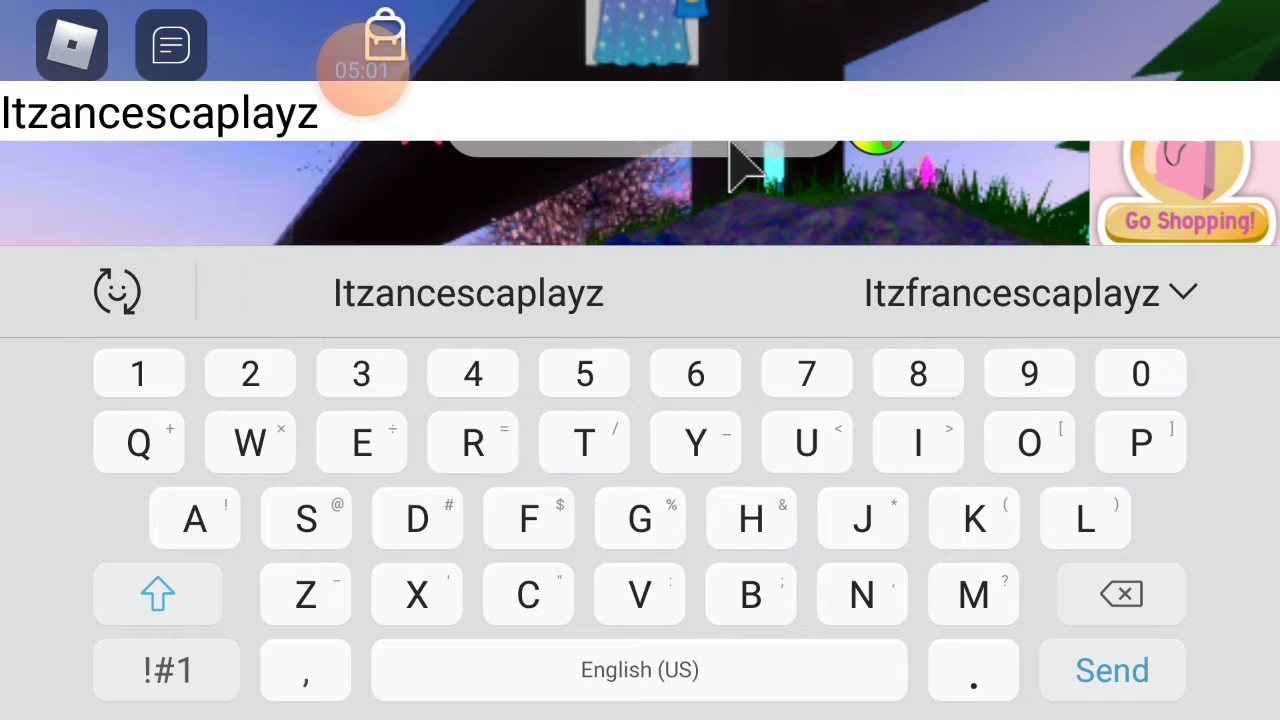 05:01
Itzancescaplayz
Go Shopping!
Itzancescaplayz Itzfrancescaplayz
1 2 3 4 5 6 7 8 9 0
Q + W × E ÷ R = T / Y _ U < I > O [ P ]
A ! S @ D # F $ G % H & J * K ( L )
Z - X ' C " V : B ; N , M ?
!#1 , English (US) . Send